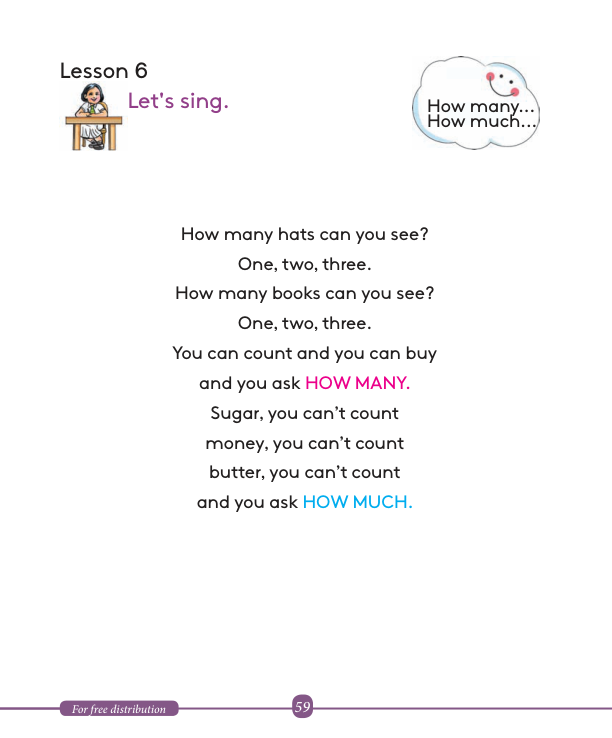 Lesson 6
Let's sing.
How many...
How much...
How many hats can you see?
One, two, three.
How many books can you see?
One, two, three.
You can count and you can buy
and you ask HOW MANY.
Sugar, you can't count
money, you can't count
butter, you can't count
and you ask HOW MUCH.
For free distribution
59